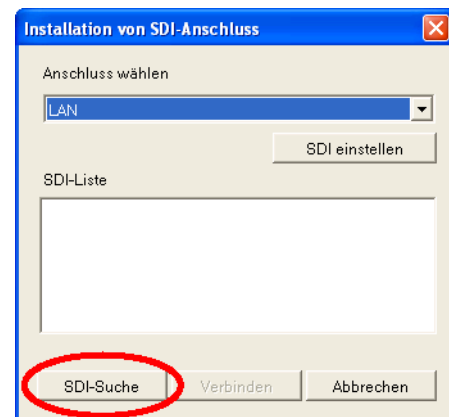 Installation von SDI-Anschluss
Anschluss wählen
LAN
SDI einstellen
SDI-Liste
SDI-Suche Verbinden Abbrechen